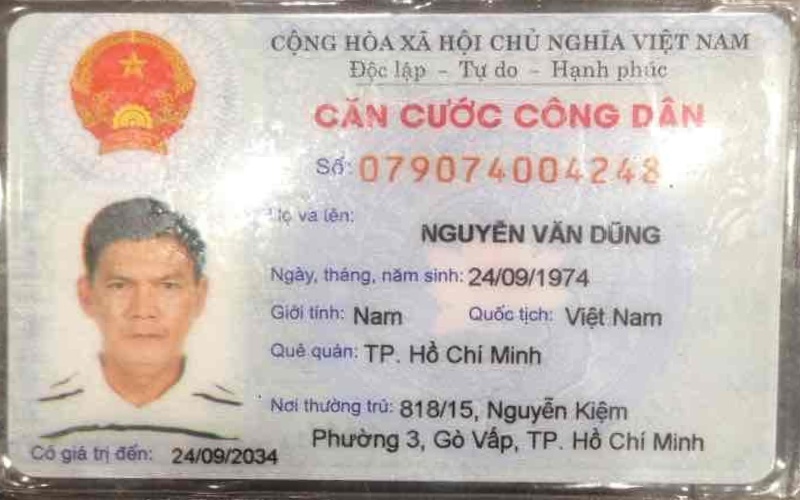 CỘNG HÒA XÃ HỘI CHỦ NGHĨA VIỆT NAM
Độc lập - Tự do - Hạnh phúc
CĂN CƯỚC CÔNG DÂN
Số: 079074004248
Họ và tên:
NGUYỄN VĂN DŨNG
Ngày, tháng, năm sinh: 24/09/1974
Giới tính: Nam Quốc tịch: Việt Nam
Quê quán: TP. Hồ Chí Minh
Nơi thường trú: 818/15, Nguyễn Kiệm
Phường 3, Gò Vấp, TP. Hồ Chí Minh
Có giá trị đến: 24/09/2034